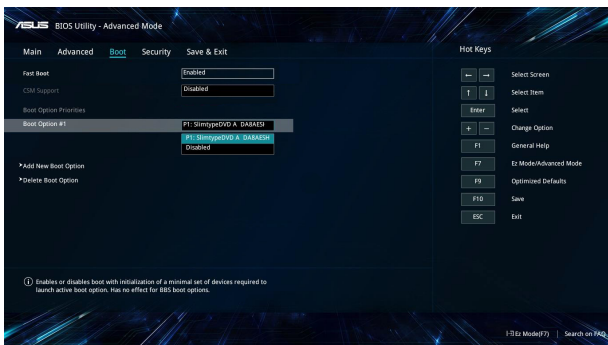 ASUS BIOS Utility - Advanced Mode
Main Advanced Boot Security Save & Exit
Hot Keys
Fast Boot Enabled
CSM Support Disabled
Boot Option Priorities
Boot Option #1 P1: SlimtypeDVD A DA8AESI
P1: SlimtypeDVD A DA8AESH
Disabled
>Add New Boot Option
>Delete Boot Option
← → Select Screen
↑ ↓ Select Item
Enter Select
+ − Change Option
F1 General Help
F7 Ez Mode/Advanced Mode
F9 Optimized Defaults
F10 Save
ESC Exit
i Enables or disables boot with initialization of a minimal set of devices required to
launch active boot option. Has no effect for BBS boot options.
Ez Mode(F7) | Search on FAQ